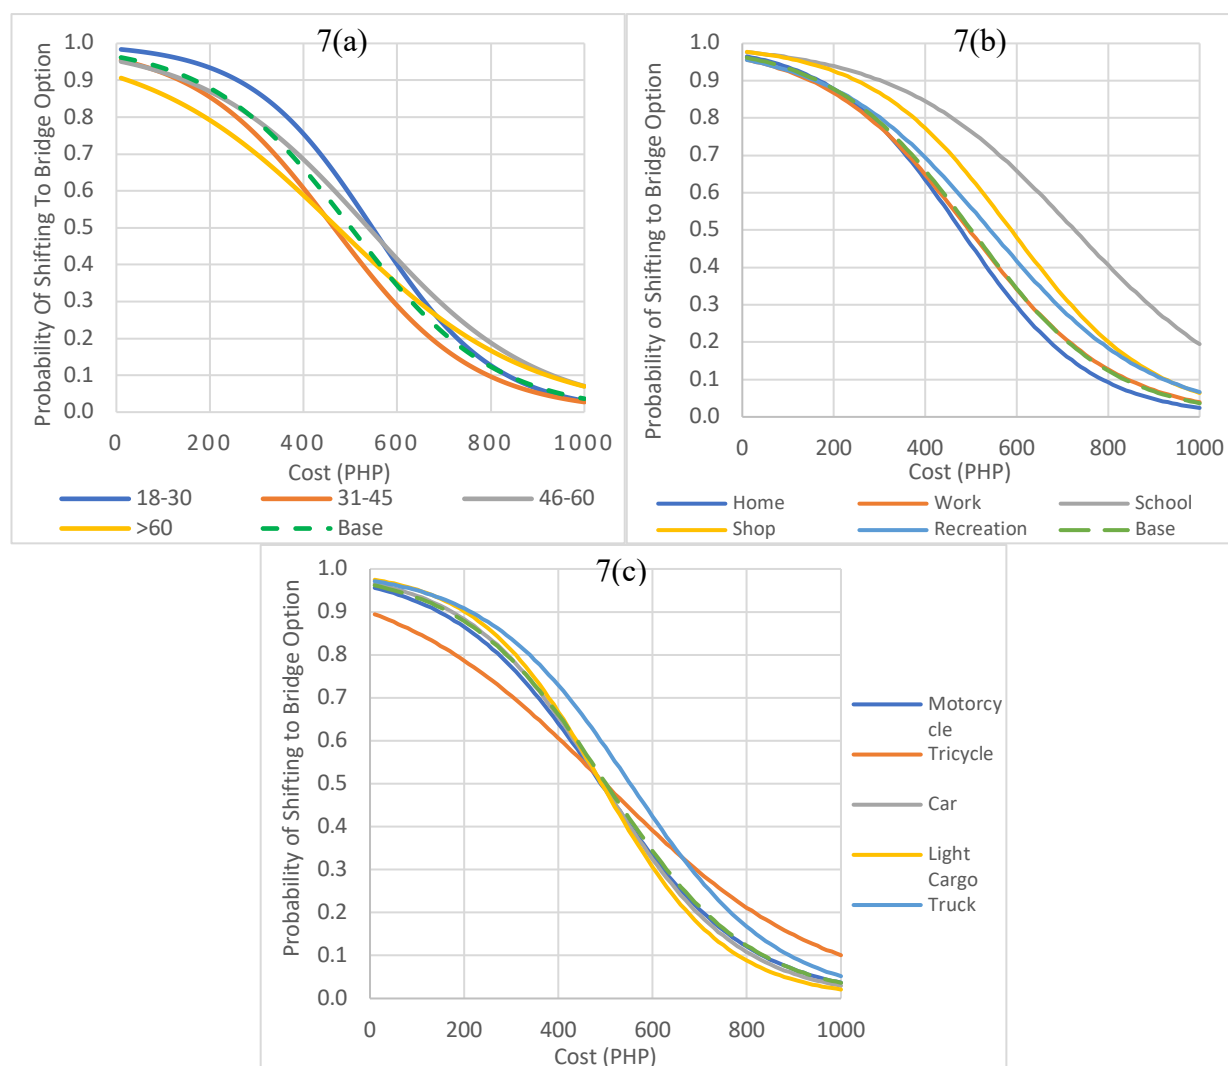 7(a)
Probability Of Shifting To Bridge Option
1.0
0.9
0.8
0.7
0.6
0.5
0.4
0.3
0.2
0.1
0.0
0 200 400 600 800 1000
Cost (PHP)
18-30 31-45 46-60
>60 Base
7(b)
Probability of Shifting to Bridge Option
1.0
0.9
0.8
0.7
0.6
0.5
0.4
0.3
0.2
0.1
0.0
0 200 400 600 800 1000
Cost (PHP)
Home Work School
Shop Recreation Base
7(c)
Probability of Shifting to Bridge Option
1.0
0.9
0.8
0.7
0.6
0.5
0.4
0.3
0.2
0.1
0.0
0 200 400 600 800 1000
Cost (PHP)
Motorcy
cle
Tricycle
Car
Light
Cargo
Truck